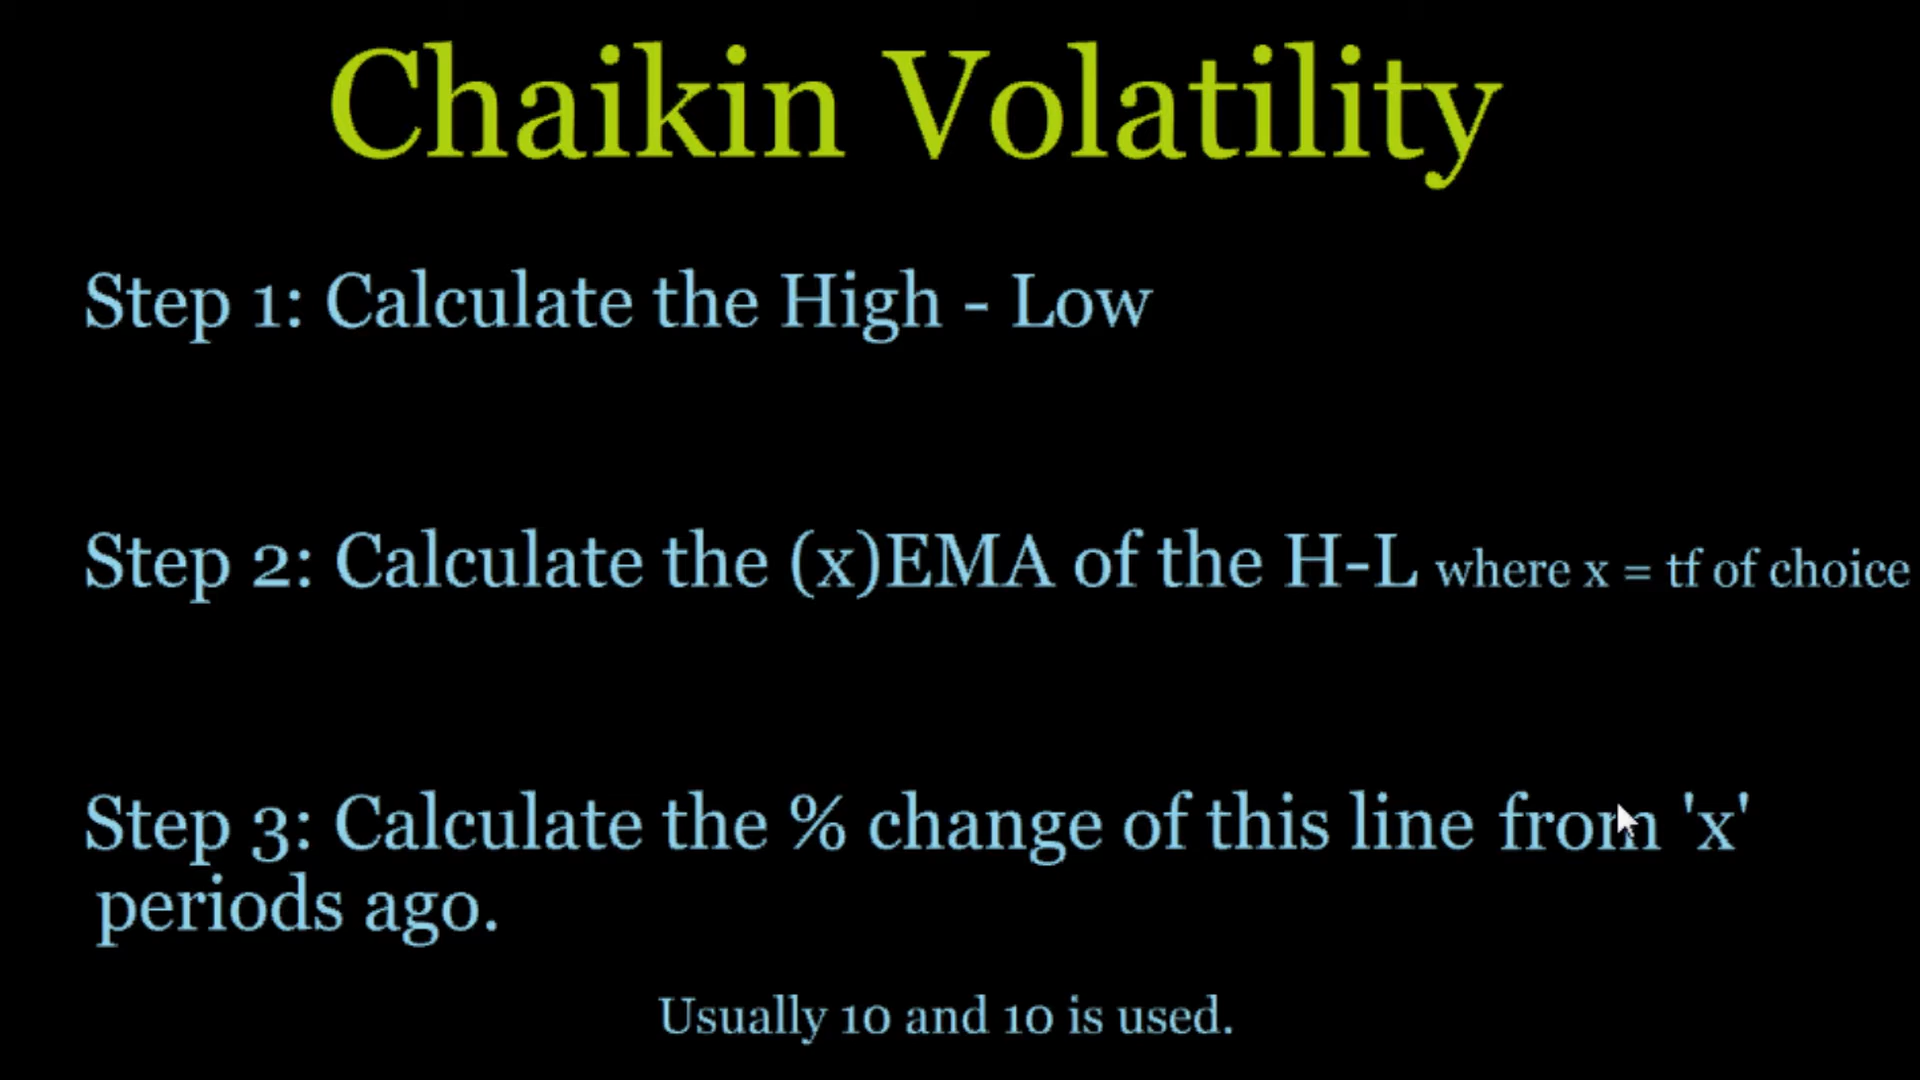 Chaikin Volatility
Step 1: Calculate the High - Low
Step 2: Calculate the (x)EMA of the H-L where x = tf of choice
Step 3: Calculate the % change of this line from 'x'
periods ago.
Usually 10 and 10 is used.